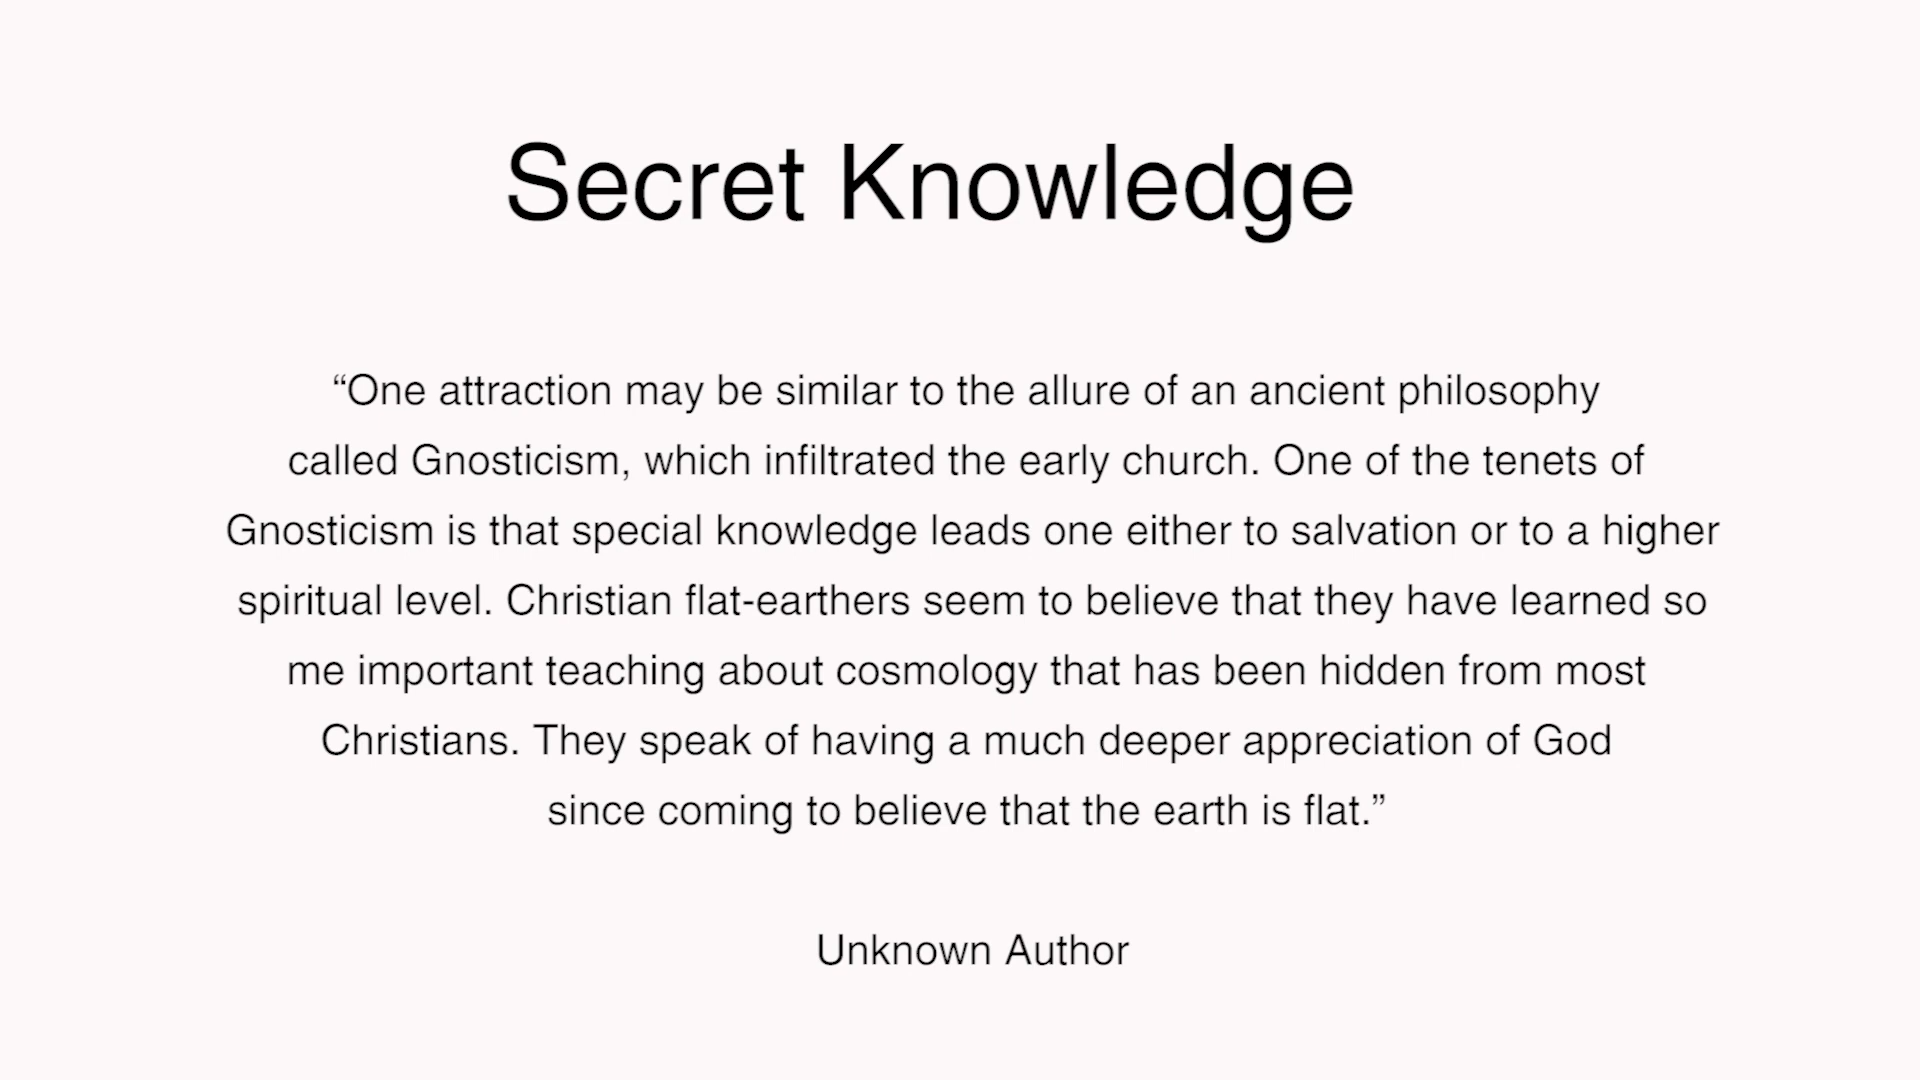 Secret Knowledge
“One attraction may be similar to the allure of an ancient philosophy
called Gnosticism, which infiltrated the early church. One of the tenets of
Gnosticism is that special knowledge leads one either to salvation or to a higher
spiritual level. Christian flat-earthers seem to believe that they have learned so
me important teaching about cosmology that has been hidden from most
Christians. They speak of having a much deeper appreciation of God
since coming to believe that the earth is flat.”
Unknown Author